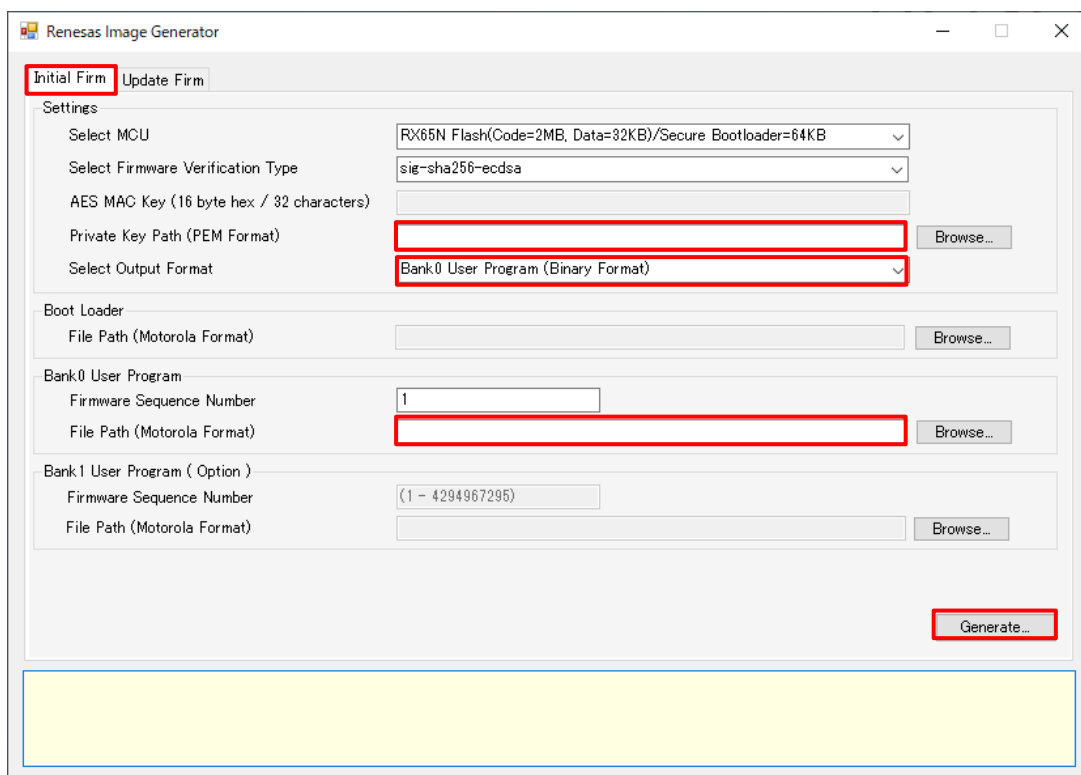 Renesas Image Generator
Initial Firm Update Firm
Settings
Select MCU RX65N Flash(Code=2MB, Data=32KB)/Secure Bootloader=64KB
Select Firmware Verification Type sig-sha256-ecdsa
AES MAC Key (16 byte hex / 32 characters)
Private Key Path (PEM Format) Browse...
Select Output Format Bank0 User Program (Binary Format)
Boot Loader
File Path (Motorola Format) Browse...
Bank0 User Program
Firmware Sequence Number 1
File Path (Motorola Format) Browse...
Bank1 User Program ( Option )
Firmware Sequence Number (1 - 4294967295)
File Path (Motorola Format) Browse...
Generate...